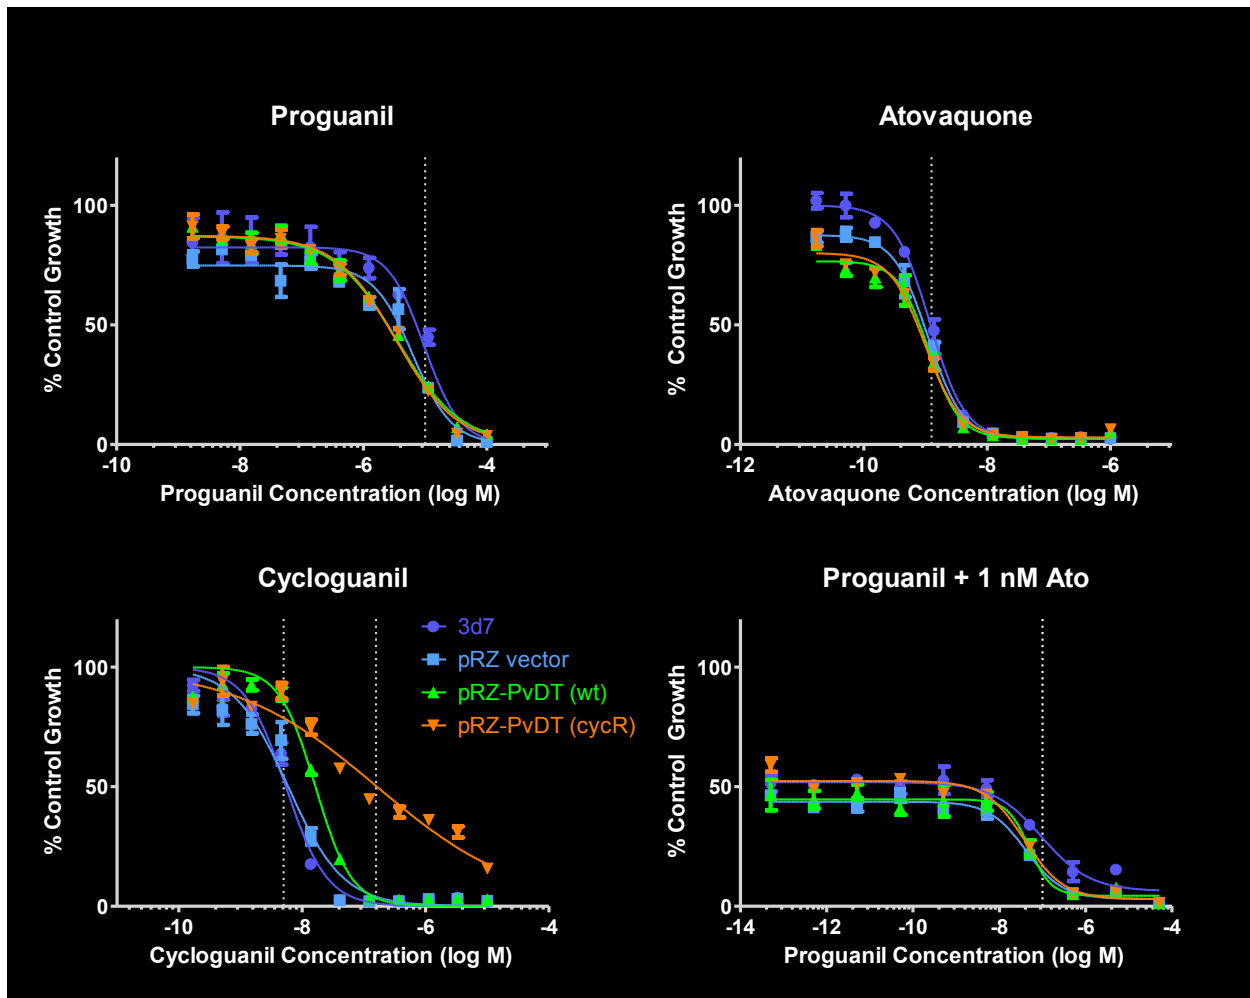 Proguanil
% Control Growth
100
50
0
-10
-8
-6
-4
Proguanil Concentration (log M)
Atovaquone
% Control Growth
100
50
0
-12
-10
-8
-6
Atovaquone Concentration (log M)
Cycloguanil
% Control Growth
100
50
0
-10
-8
-6
-4
Cycloguanil Concentration (log M)
3d7
pRZ vector
pRZ-PvDT (wt)
pRZ-PvDT (cycR)
Proguanil + 1 nM Ato
% Control Growth
100
50
0
-14
-12
-10
-8
-6
-4
Proguanil Concentration (log M)